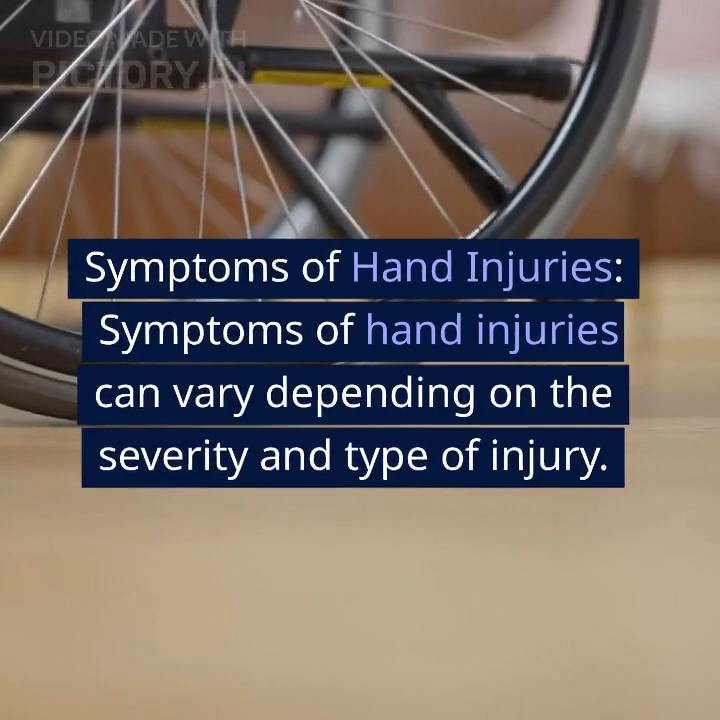 VIDEO MADE WITH
PICTORY.AI
Symptoms of Hand Injuries:
Symptoms of hand injuries
can vary depending on the
severity and type of injury.